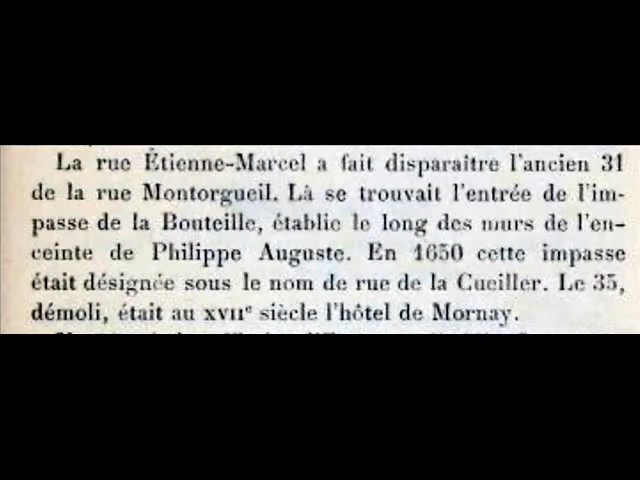 La rue Étienne-Marcel a fait disparaitre l'ancien 31
de la rue Montorgueil. Là se trouvait l'entrée de l'im-
passe de la Bouteille, établie le long des murs de l'en-
ceinte de Philippe Auguste. En 1650 cette impasse
était désignée sous le nom de rue de la Cueiller. Le 35,
démoli, était au XVIIe siècle l'hôtel de Mornay.